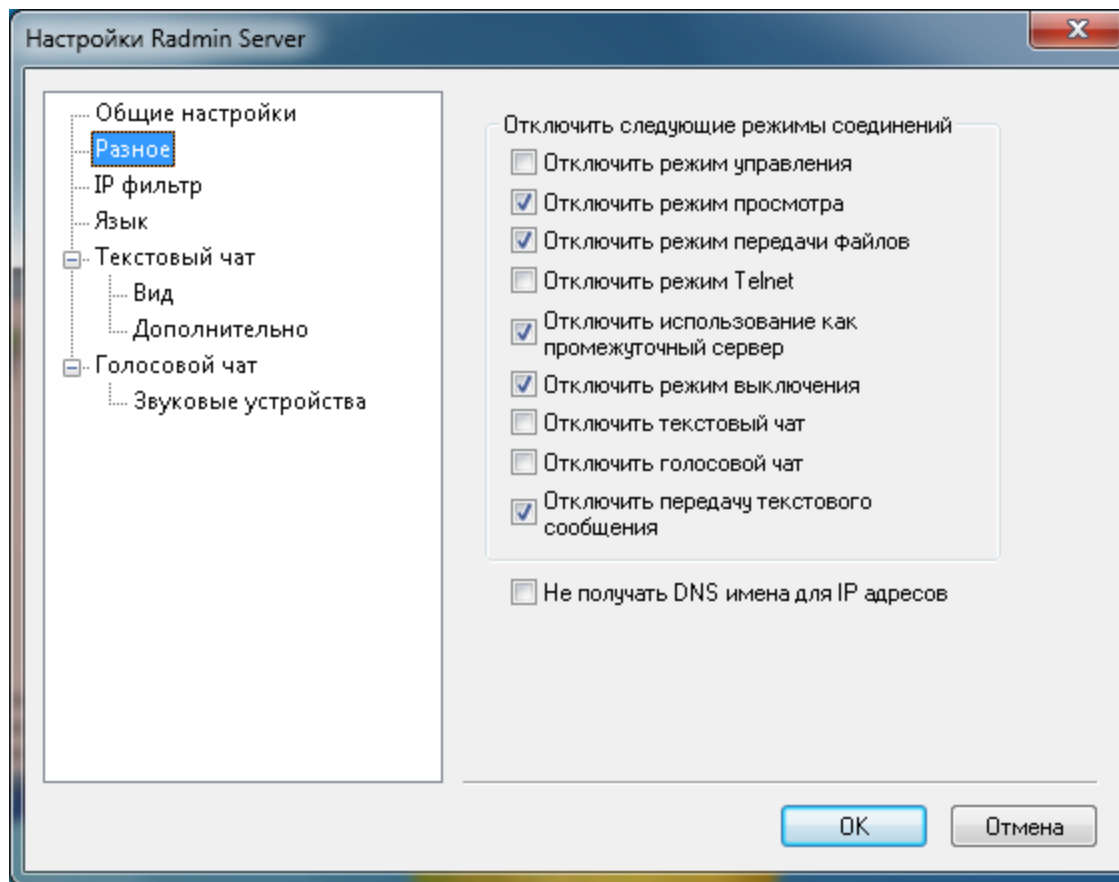 Настройки Radmin Server
Общие настройки
Разное
IP фильтр
Язык
Текстовый чат
Вид
Дополнительно
Голосовой чат
Звуковые устройства
Отключить следующие режимы соединений
Отключить режим управления
Отключить режим просмотра
Отключить режим передачи файлов
Отключить режим Telnet
Отключить использование как
промежуточный сервер
Отключить режим выключения
Отключить текстовый чат
Отключить голосовой чат
Отключить передачу текстового
сообщения
Не получать DNS имена для IP адресов
OK
Отмена